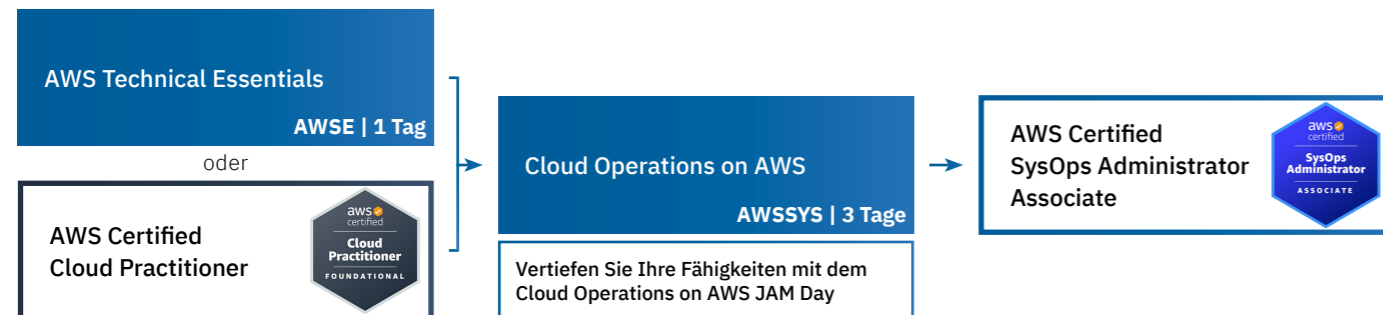 AWS Technical Essentials
AWSE | 1 Tag
oder
AWS Certified
Cloud Practitioner
aws
certified
Cloud
Practitioner
FOUNDATIONAL
Cloud Operations on AWS
AWSSYS | 3 Tage
Vertiefen Sie Ihre Fähigkeiten mit dem
Cloud Operations on AWS JAM Day
AWS Certified
SysOps Administrator
Associate
aws
certified
SysOps
Administrator
ASSOCIATE